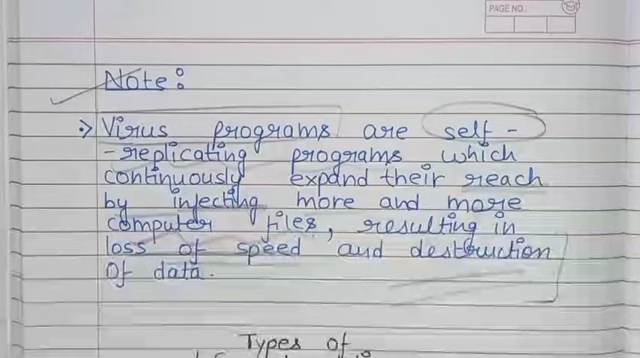 PAGE NO.
Note:
:> Virus programs are self-
-replicating programs which
continuously expand their reach
by injecting more and more
computer files, resulting in
loss of speed and destruction
Of data.
Types of